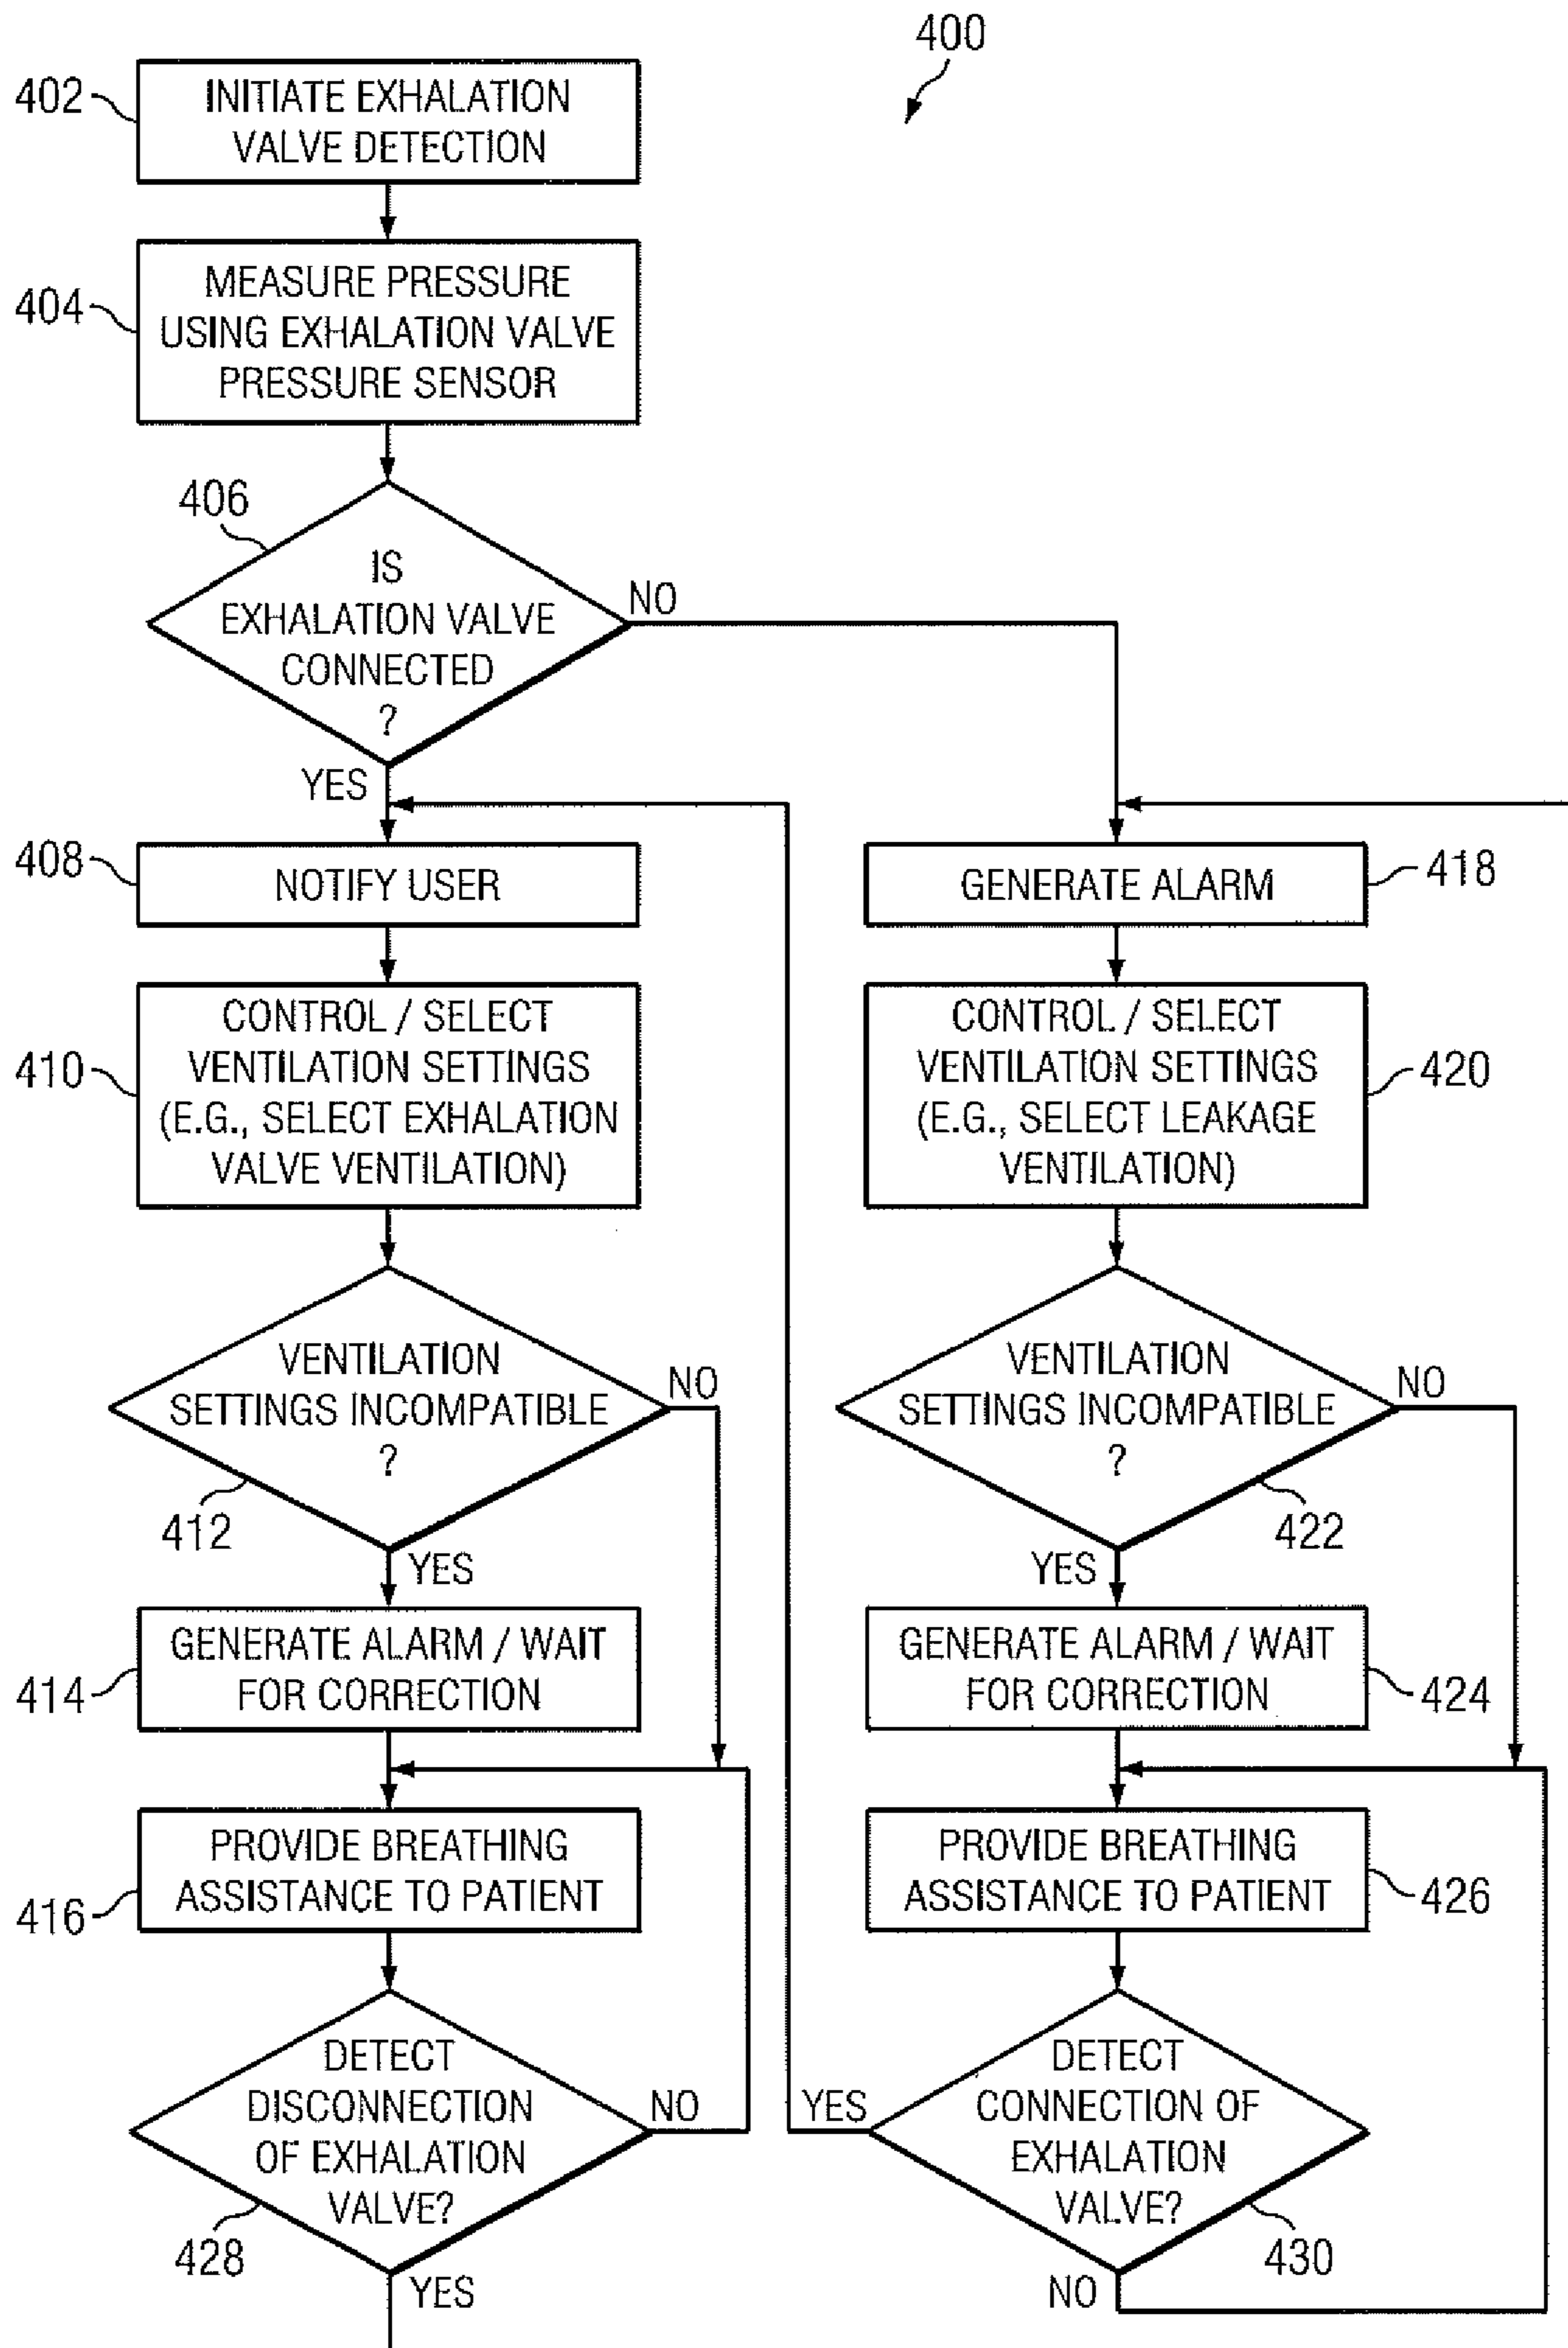 400
402
INITIATE EXHALATION
VALVE DETECTION
404
MEASURE PRESSURE
USING EXHALATION VALVE
PRESSURE SENSOR
406
IS
EXHALATION VALVE
CONNECTED
?
NO
YES
408
NOTIFY USER
410
CONTROL / SELECT
VENTILATION SETTINGS
(E.G., SELECT EXHALATION
VALVE VENTILATION)
VENTILATION
SETTINGS INCOMPATIBLE
?
NO
412
YES
414
GENERATE ALARM / WAIT
FOR CORRECTION
416
PROVIDE BREATHING
ASSISTANCE TO PATIENT
DETECT
DISCONNECTION
OF EXHALATION
VALVE?
NO
428
YES
GENERATE ALARM
418
CONTROL / SELECT
VENTILATION SETTINGS
(E.G., SELECT LEAKAGE
VENTILATION)
420
VENTILATION
SETTINGS INCOMPATIBLE
?
NO
422
YES
GENERATE ALARM / WAIT
FOR CORRECTION
424
PROVIDE BREATHING
ASSISTANCE TO PATIENT
426
DETECT
CONNECTION OF
EXHALATION
VALVE?
YES
430
NO